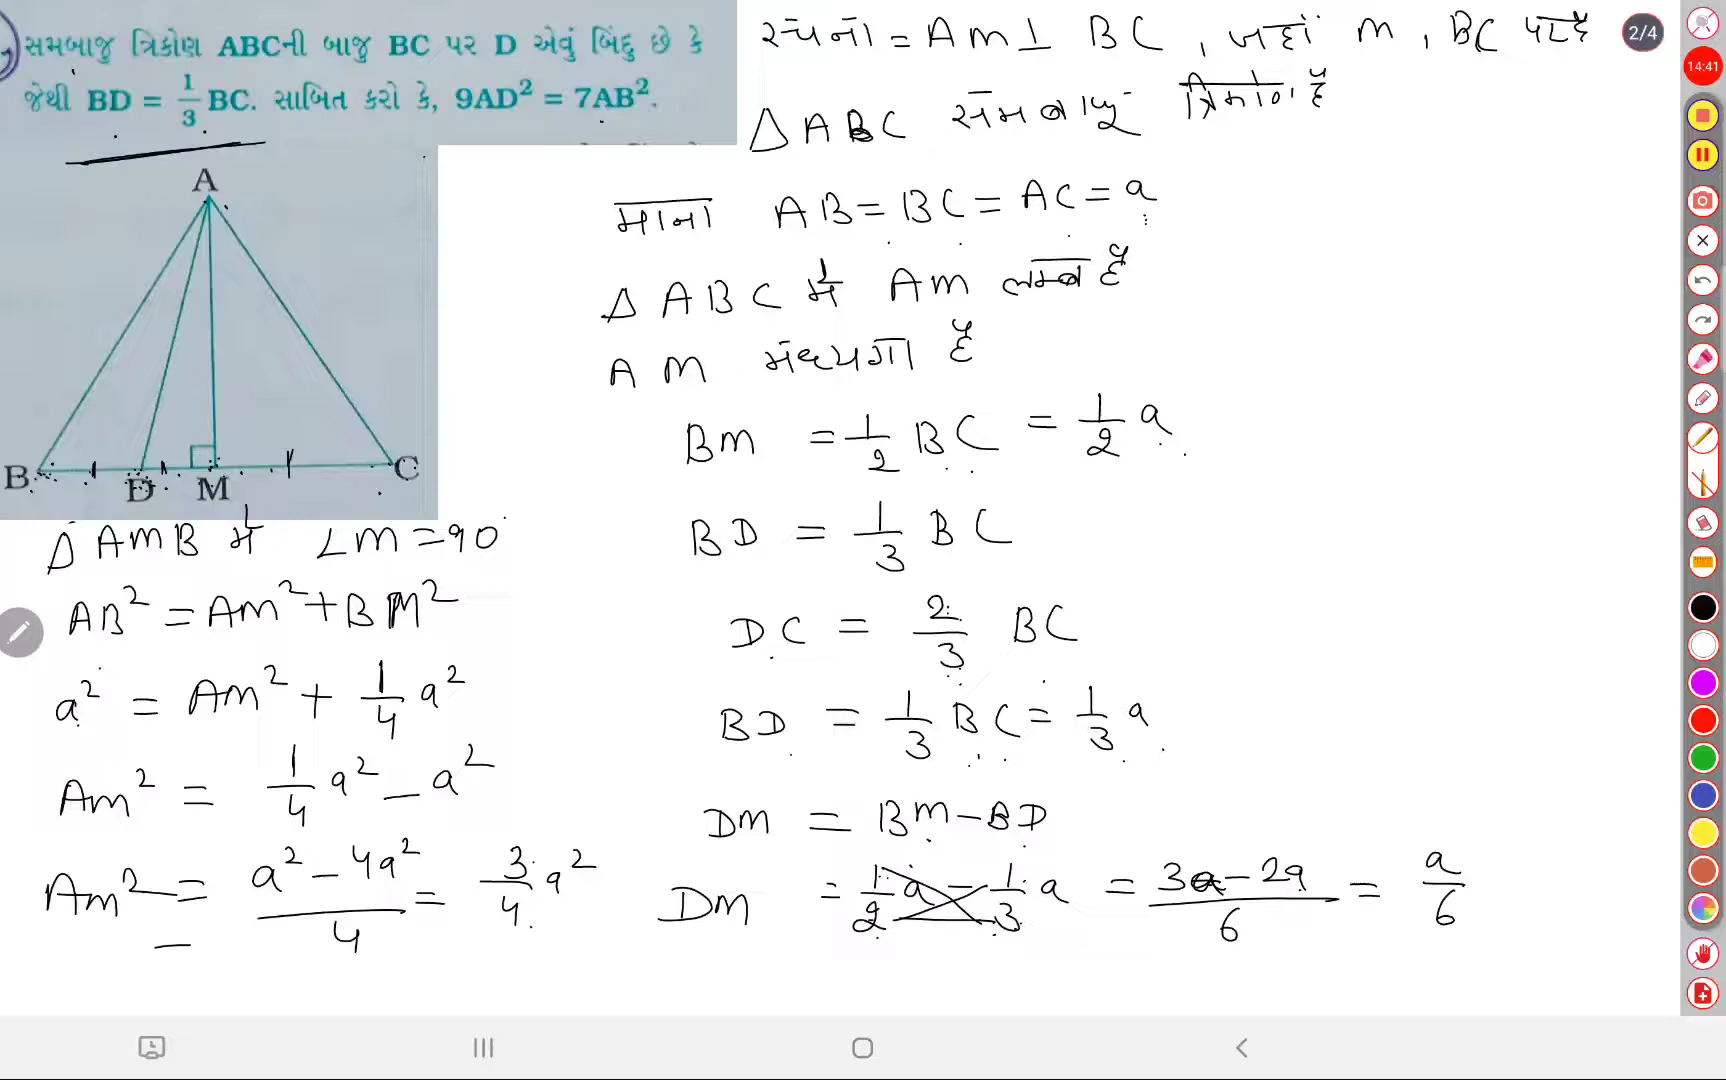 સમબાજુ ત્રિકોણ ABCની બાજુ BC પર D એવું બિંદુ છે કે
જેથી BD = 1/3 BC. સાબિત કરો કે, 9AD² = 7AB².
A
B D M C
रचना = AM ⊥ BC , जहाँ M , BC पर है
△ABC समबाजु त्रिकोण है
माना AB = BC = AC = a
△ABC में AM लम्ब है
AM मध्यगा है
BM = 1/2 BC = 1/2 a
BD = 1/3 BC
DC = 2/3 BC
BD = 1/3 BC = 1/3 a
DM = BM - BD
DM = 1/2 a - 1/3 a = (3a - 2a)/6 = a/6
△AMB में ∠M = 90°
AB² = AM² + BM²
a² = AM² + 1/4 a²
AM² = 1/4 a² - a²
AM² = (a² - 4a²)/4 = 3/4 a²
2/4
14:41